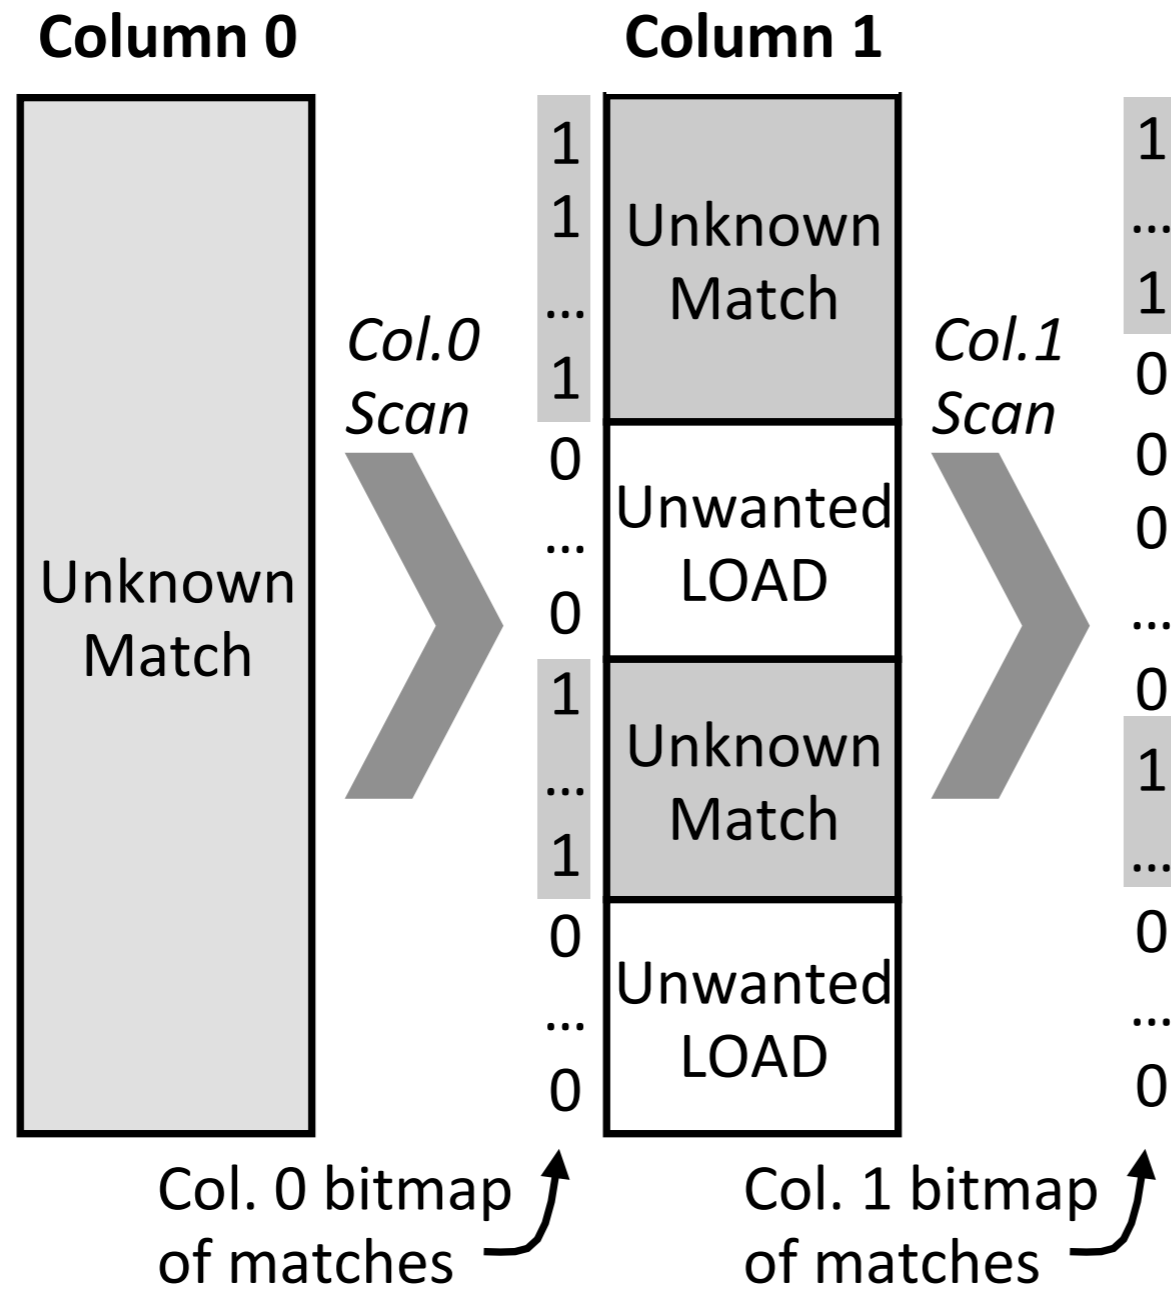 Column 0
Column 1
Unknown
Match
Col.0
Scan
1
1
...
1
0
...
0
1
...
1
0
...
0
Unknown
Match
Unwanted
LOAD
Unknown
Match
Unwanted
LOAD
Col.1
Scan
1
...
1
0
0
0
...
0
1
...
0
...
0
Col. 0 bitmap
of matches
Col. 1 bitmap
of matches